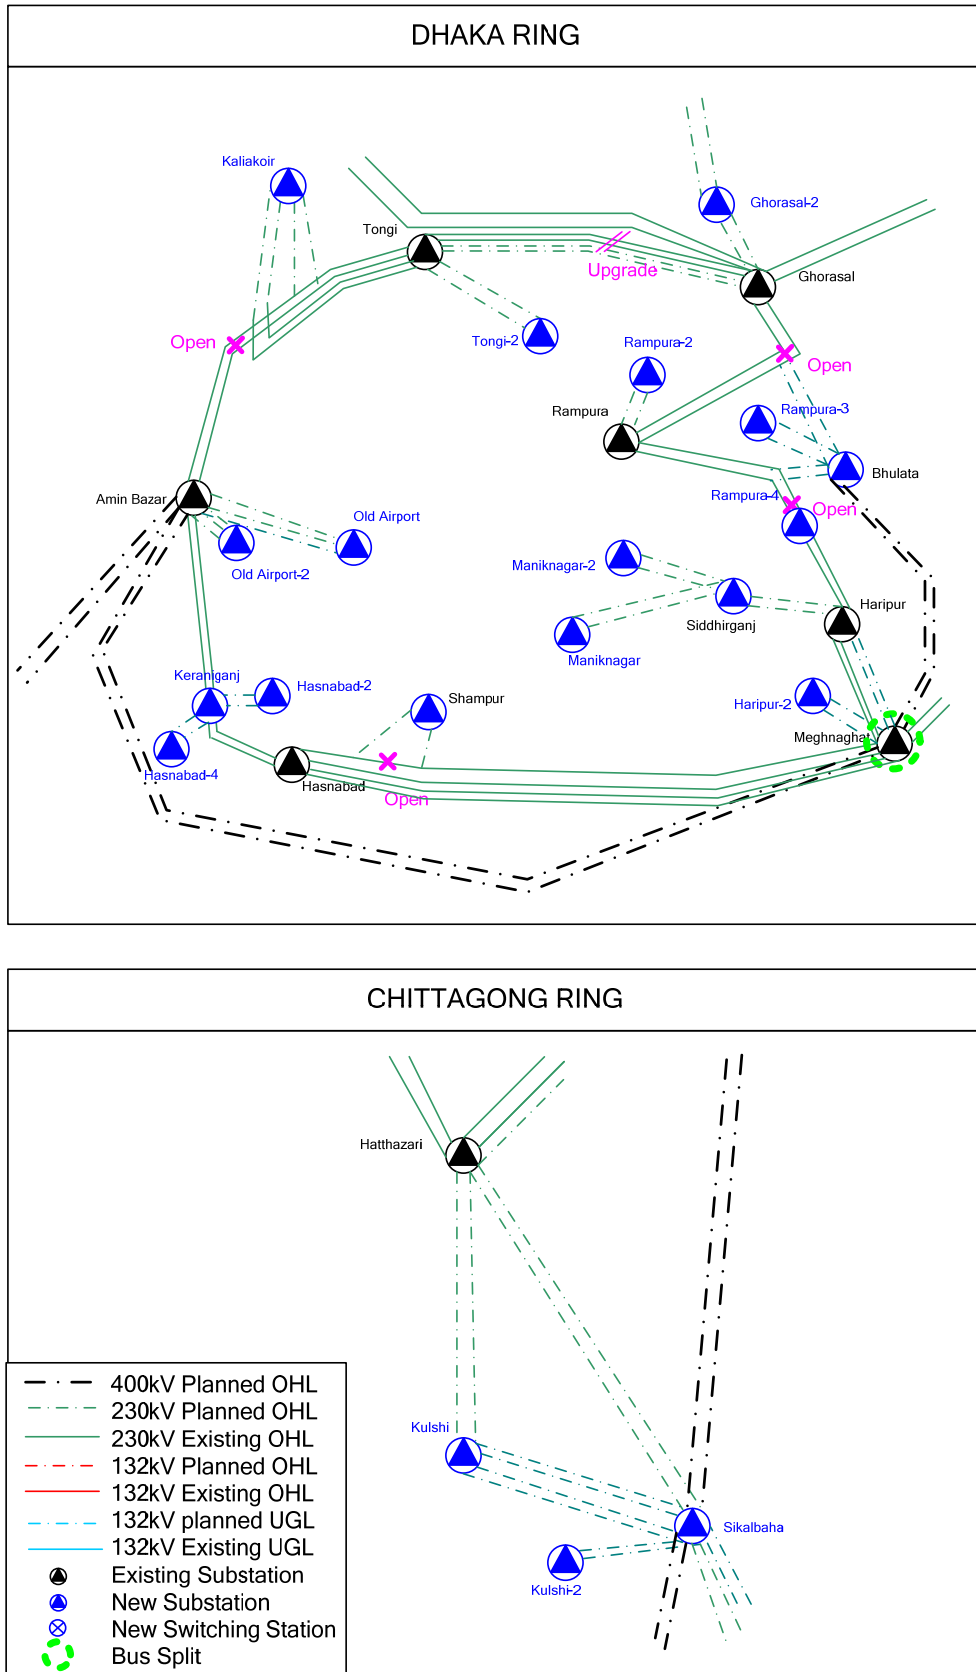 DHAKA RING
Kaliakoir
Ghorasal-2
Tongi
Upgrade
Ghorasal
Open
Tongi-2
Rampura-2
Open
Rampura
Rampura-3
Bhulata
Amin Bazar
Rampura-4
Open
Old Airport
Old Airport-2
Maniknagar-2
Siddhirganj
Haripur
Maniknagar
Keraniganj
Hasnabad-2
Shampur
Haripur-2
Meghnaghat
Hasnabad-4
Hasnabad
Open
CHITTAGONG RING
Hatthazari
Kulshi
Sikalbaha
Kulshi-2
400kV Planned OHL
230kV Planned OHL
230kV Existing OHL
132kV Planned OHL
132kV Existing OHL
132kV planned UGL
132kV Existing UGL
Existing Substation
New Substation
New Switching Station
Bus Split